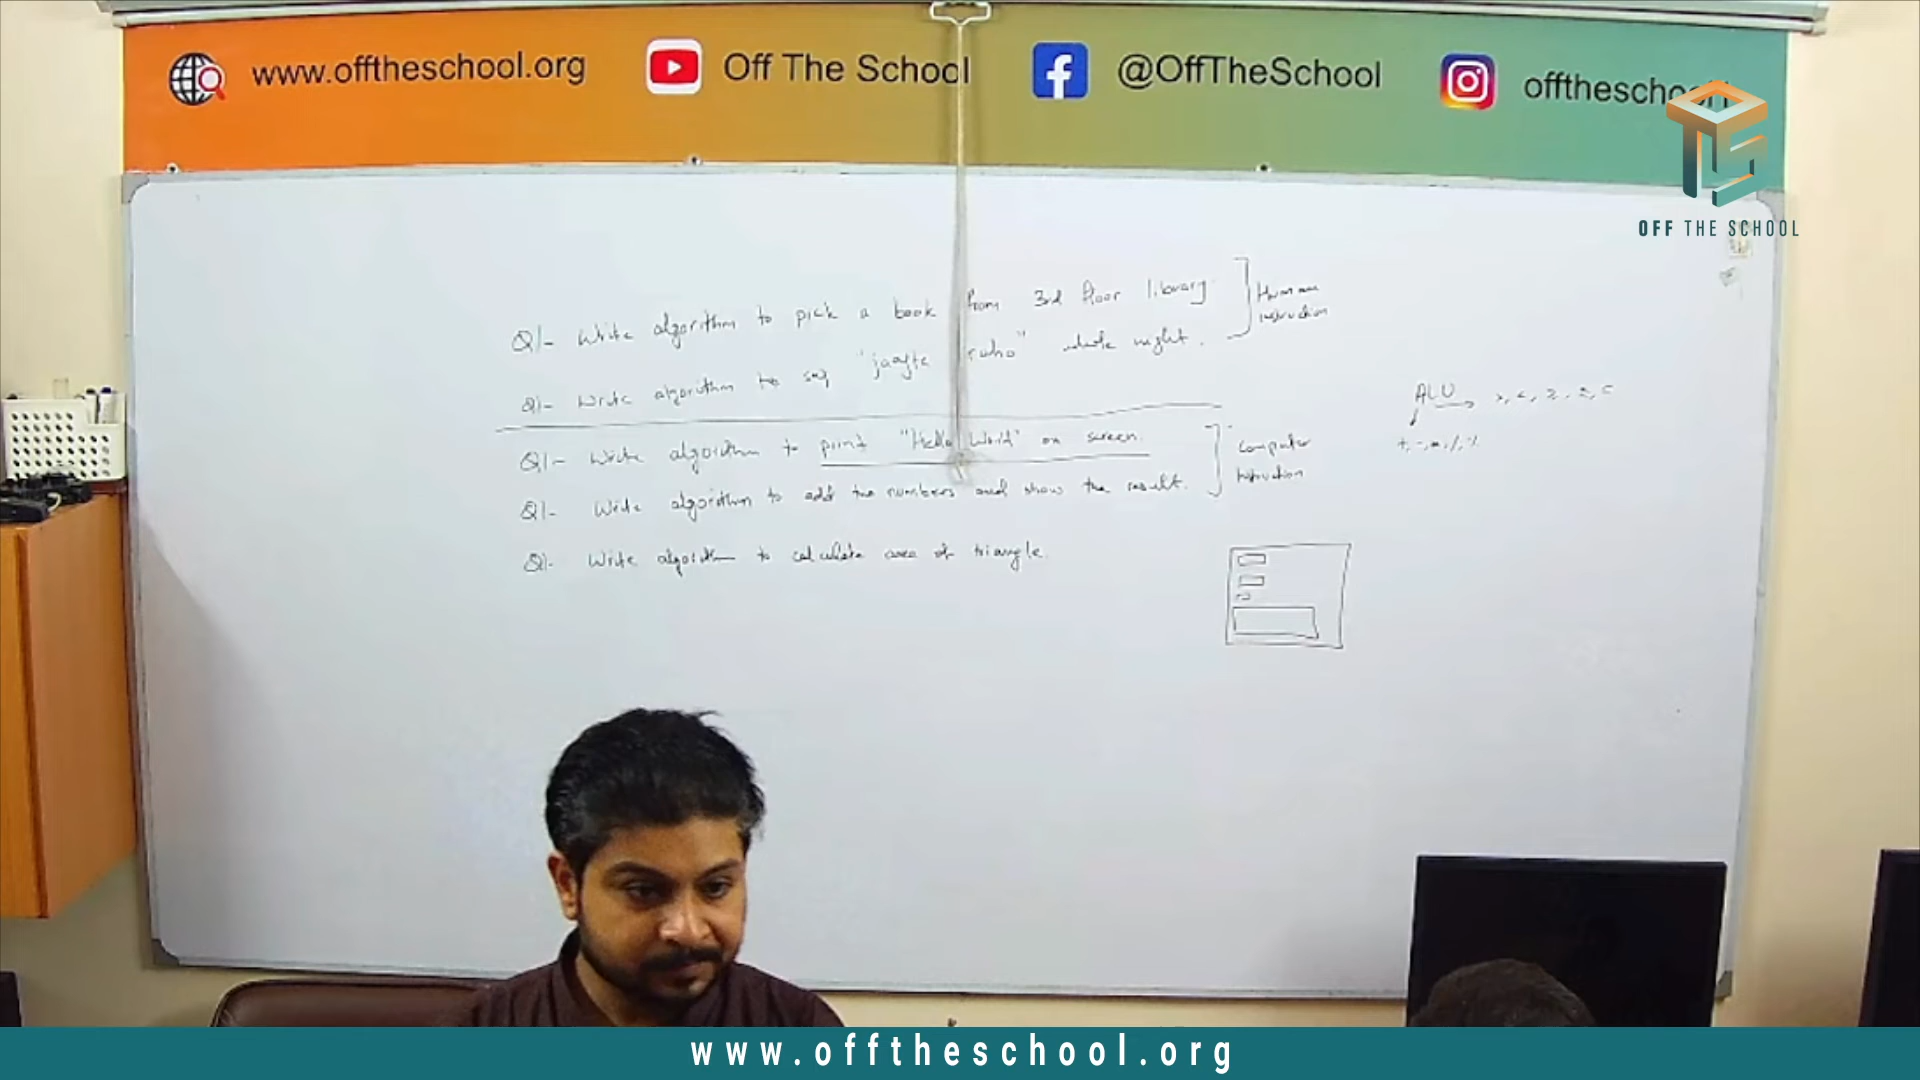 www.offtheschool.org
Off The School
@OffTheSchool
offtheschool
OFF THE SCHOOL
Q1- Write algorithm to pick a book from 3rd floor library
Q1- Write algorithm to say "jaagte raho" whole night.
Human
Instruction
Q1- Write algorithm to print "Hello World" on screen.
Q1- Write algorithm to add two numbers and show the result.
Computer
Instruction
Q1- Write algorithm to calculate area of triangle.
ALU
www.offtheschool.org